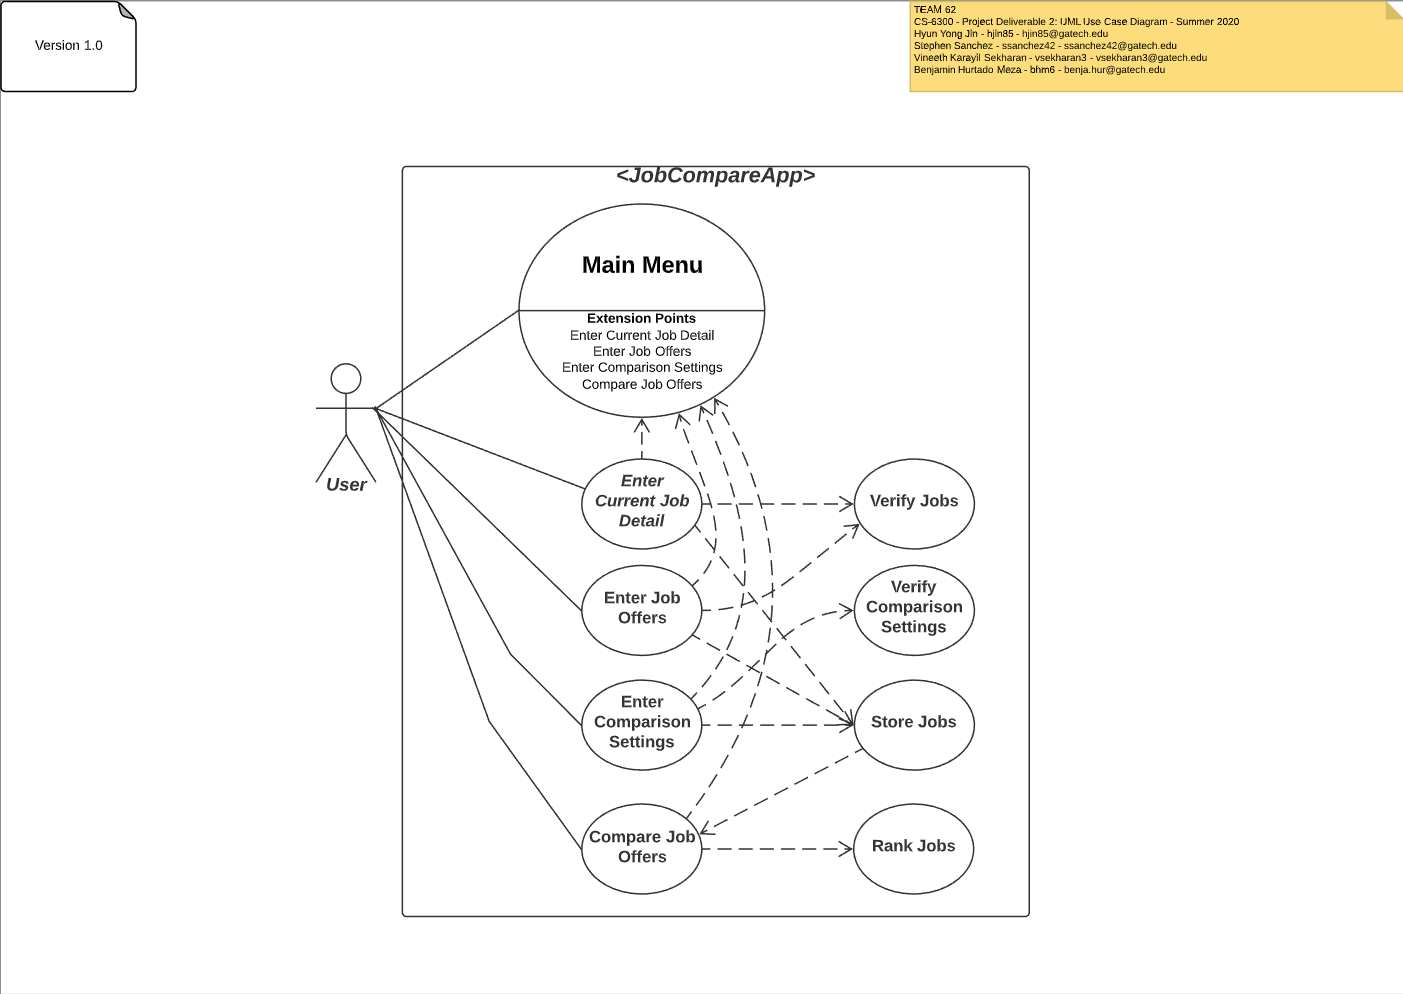 Version 1.0
TEAM 62
CS-6300 - Project Deliverable 2: UML Use Case Diagram - Summer 2020
Hyun Yong Jin - hjin85 - hjin85@gatech.edu
Stephen Sanchez - ssanchez42 - ssanchez42@gatech.edu
Vineeth Karayil Sekharan - vsekharan3 - vsekharan3@gatech.edu
Benjamin Hurtado Meza - bhm6 - benja.hur@gatech.edu
<JobCompareApp>
Main Menu
Extension Points
Enter Current Job Detail
Enter Job Offers
Enter Comparison Settings
Compare Job Offers
User
Enter
Current Job
Detail
Verify Jobs
Enter Job
Offers
Verify
Comparison
Settings
Enter
Comparison
Settings
Store Jobs
Compare Job
Offers
Rank Jobs